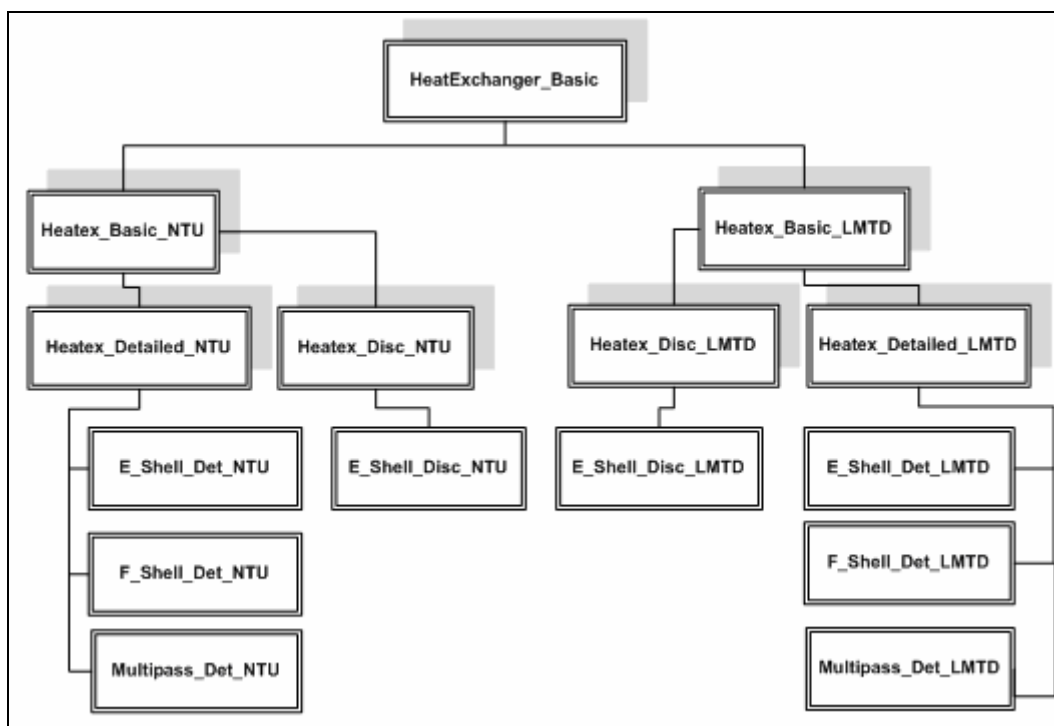 HeatExchanger_Basic
Heatex_Basic_NTU
Heatex_Basic_LMTD
Heatex_Detailed_NTU
Heatex_Disc_NTU
Heatex_Disc_LMTD
Heatex_Detailed_LMTD
E_Shell_Det_NTU
E_Shell_Disc_NTU
E_Shell_Disc_LMTD
E_Shell_Det_LMTD
F_Shell_Det_NTU
F_Shell_Det_LMTD
Multipass_Det_NTU
Multipass_Det_LMTD